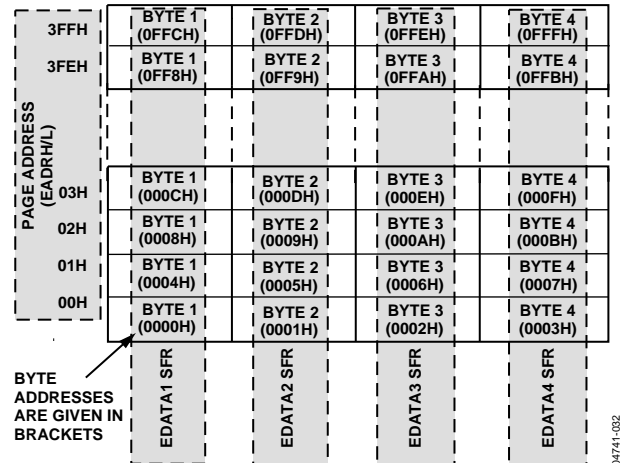 3FFH
BYTE 1 BYTE 2 BYTE 3 BYTE 4
(0FFCH) (0FFDH) (0FFEH) (0FFFH)
3FEH
BYTE 1 BYTE 2 BYTE 3 BYTE 4
(0FF8H) (0FF9H) (0FFAH) (0FFBH)
PAGE ADDRESS
(EADRH/L)
03H
BYTE 1 BYTE 2 BYTE 3 BYTE 4
(000CH) (000DH) (000EH) (000FH)
02H
BYTE 1 BYTE 2 BYTE 3 BYTE 4
(0008H) (0009H) (000AH) (000BH)
01H
BYTE 1 BYTE 2 BYTE 3 BYTE 4
(0004H) (0005H) (0006H) (0007H)
00H
BYTE 1 BYTE 2 BYTE 3 BYTE 4
(0000H) (0001H) (0002H) (0003H)
BYTE
ADDRESSES
ARE GIVEN IN
BRACKETS
EDATA1 SFR
EDATA2 SFR
EDATA3 SFR
EDATA4 SFR
04741-032